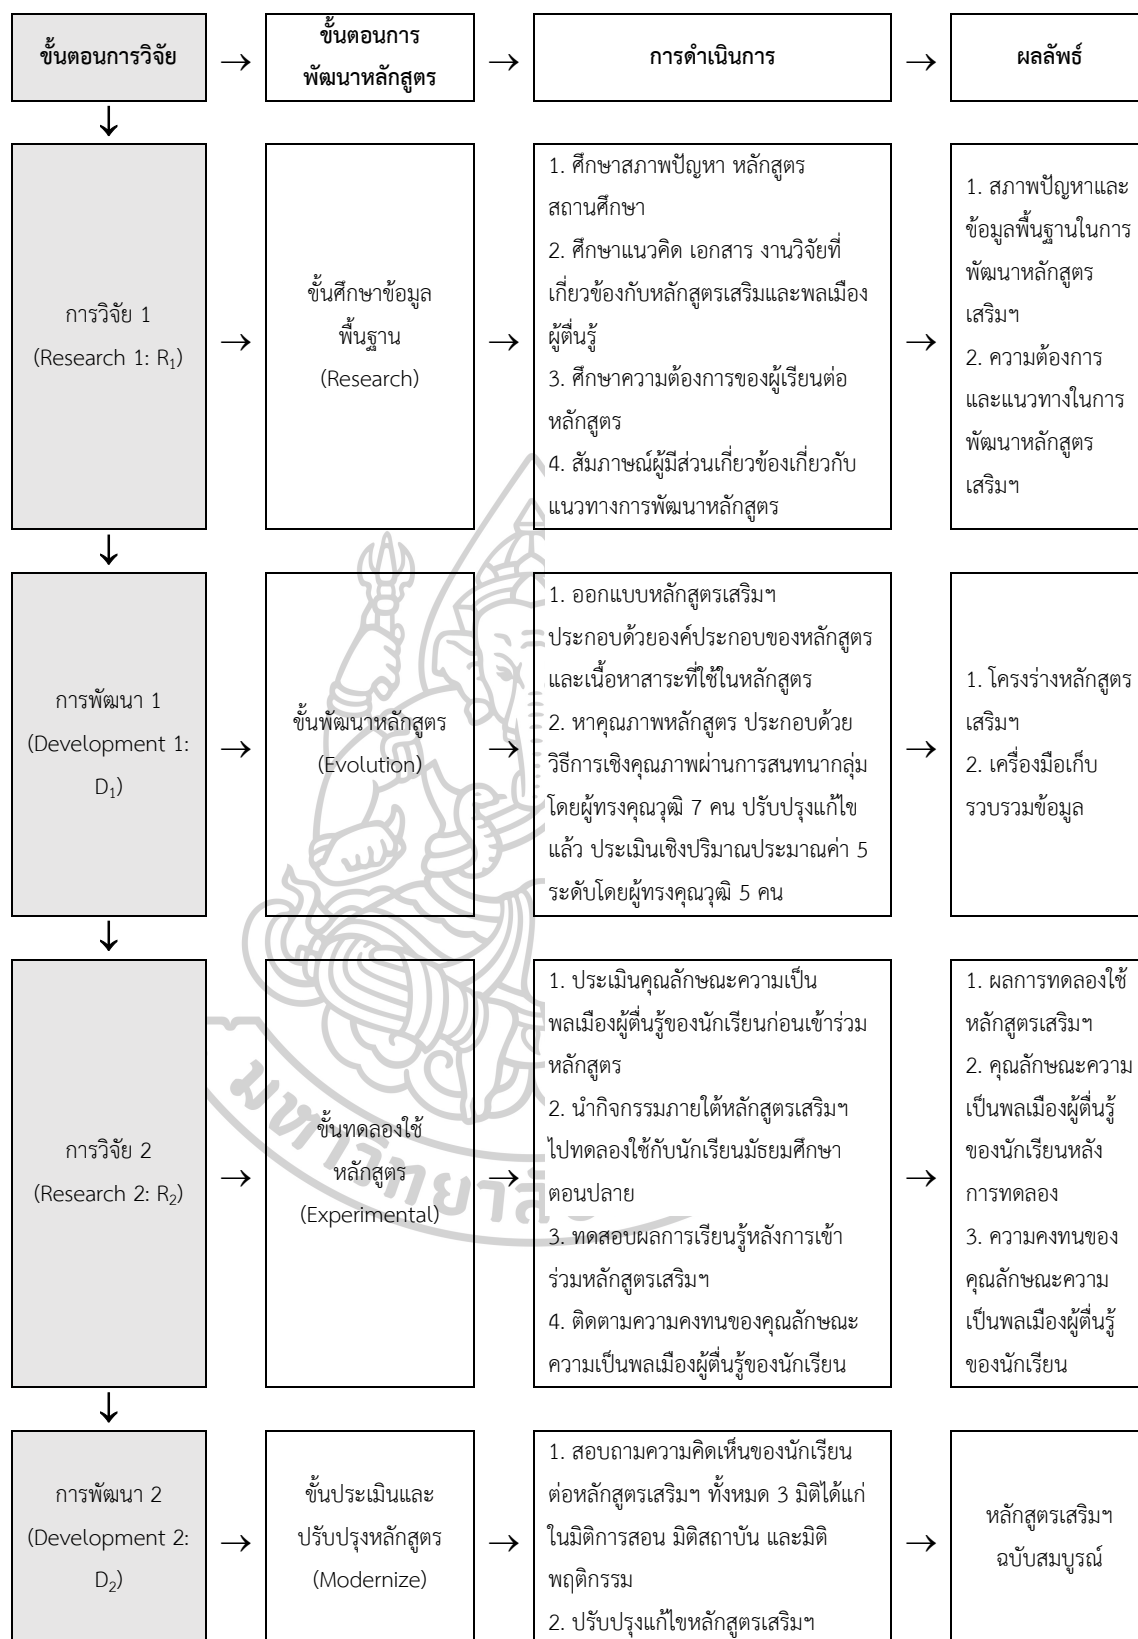 ขั้นตอนการวิจัย → ขั้นตอนการ
พัฒนาหลักสูตร → การดำเนินการ → ผลลัพธ์
↓
การวิจัย 1
(Research 1: R₁)
→
ขั้นศึกษาข้อมูล
พื้นฐาน
(Research)
→
1. ศึกษาสภาพปัญหา หลักสูตร
สถานศึกษา
2. ศึกษาแนวคิด เอกสาร งานวิจัยที่
เกี่ยวข้องกับหลักสูตรเสริมและพลเมือง
ผู้ตื่นรู้
3. ศึกษาความต้องการของผู้เรียนต่อ
หลักสูตร
4. สัมภาษณ์ผู้มีส่วนเกี่ยวข้องเกี่ยวกับ
แนวทางการพัฒนาหลักสูตร
→
1. สภาพปัญหาและ
ข้อมูลพื้นฐานในการ
พัฒนาหลักสูตร
เสริมฯ
2. ความต้องการ
และแนวทางในการ
พัฒนาหลักสูตร
เสริมฯ
↓
การพัฒนา 1
(Development 1:
D₁)
→
ขั้นพัฒนาหลักสูตร
(Evolution)
→
1. ออกแบบหลักสูตรเสริมฯ
ประกอบด้วยองค์ประกอบของหลักสูตร
และเนื้อหาสาระที่ใช้ในหลักสูตร
2. หาคุณภาพหลักสูตร ประกอบด้วย
วิธีการเชิงคุณภาพผ่านการสนทนากลุ่ม
โดยผู้ทรงคุณวุฒิ 7 คน ปรับปรุงแก้ไข
แล้ว ประเมินเชิงปริมาณประมาณค่า 5
ระดับโดยผู้ทรงคุณวุฒิ 5 คน
→
1. โครงร่างหลักสูตร
เสริมฯ
2. เครื่องมือเก็บ
รวบรวมข้อมูล
↓
การวิจัย 2
(Research 2: R₂)
→
ขั้นทดลองใช้
หลักสูตร
(Experimental)
→
1. ประเมินคุณลักษณะความเป็น
พลเมืองผู้ตื่นรู้ของนักเรียนก่อนเข้าร่วม
หลักสูตร
2. นำกิจกรรมภายใต้หลักสูตรเสริมฯ
ไปทดลองใช้กับนักเรียนมัธยมศึกษา
ตอนปลาย
3. ทดสอบผลการเรียนรู้หลังการเข้า
ร่วมหลักสูตรเสริมฯ
4. ติดตามความคงทนของคุณลักษณะ
ความเป็นพลเมืองผู้ตื่นรู้ของนักเรียน
→
1. ผลการทดลองใช้
หลักสูตรเสริมฯ
2. คุณลักษณะความ
เป็นพลเมืองผู้ตื่นรู้
ของนักเรียนหลัง
การทดลอง
3. ความคงทนของ
คุณลักษณะความ
เป็นพลเมืองผู้ตื่นรู้
ของนักเรียน
↓
การพัฒนา 2
(Development 2:
D₂)
→
ขั้นประเมินและ
ปรับปรุงหลักสูตร
(Modernize)
→
1. สอบถามความคิดเห็นของนักเรียน
ต่อหลักสูตรเสริมฯ ทั้งหมด 3 มิติได้แก่
ในมิติการสอน มิติสถาบัน และมิติ
พฤติกรรม
2. ปรับปรุงแก้ไขหลักสูตรเสริมฯ
→
หลักสูตรเสริมฯ
ฉบับสมบูรณ์